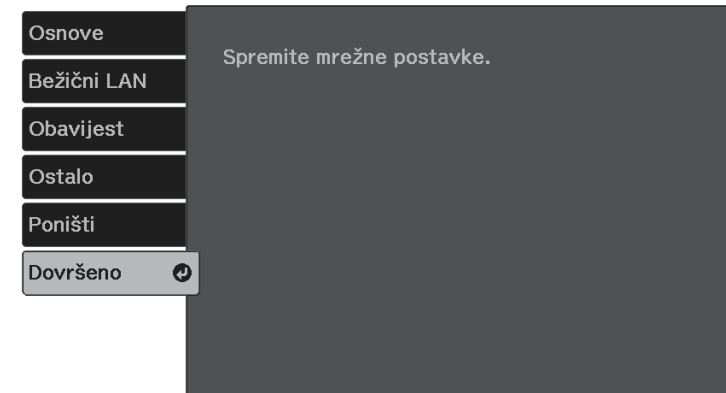 Osnove
Bežični LAN
Obavijest
Ostalo
Poništi
Dovršeno
Spremite mrežne postavke.